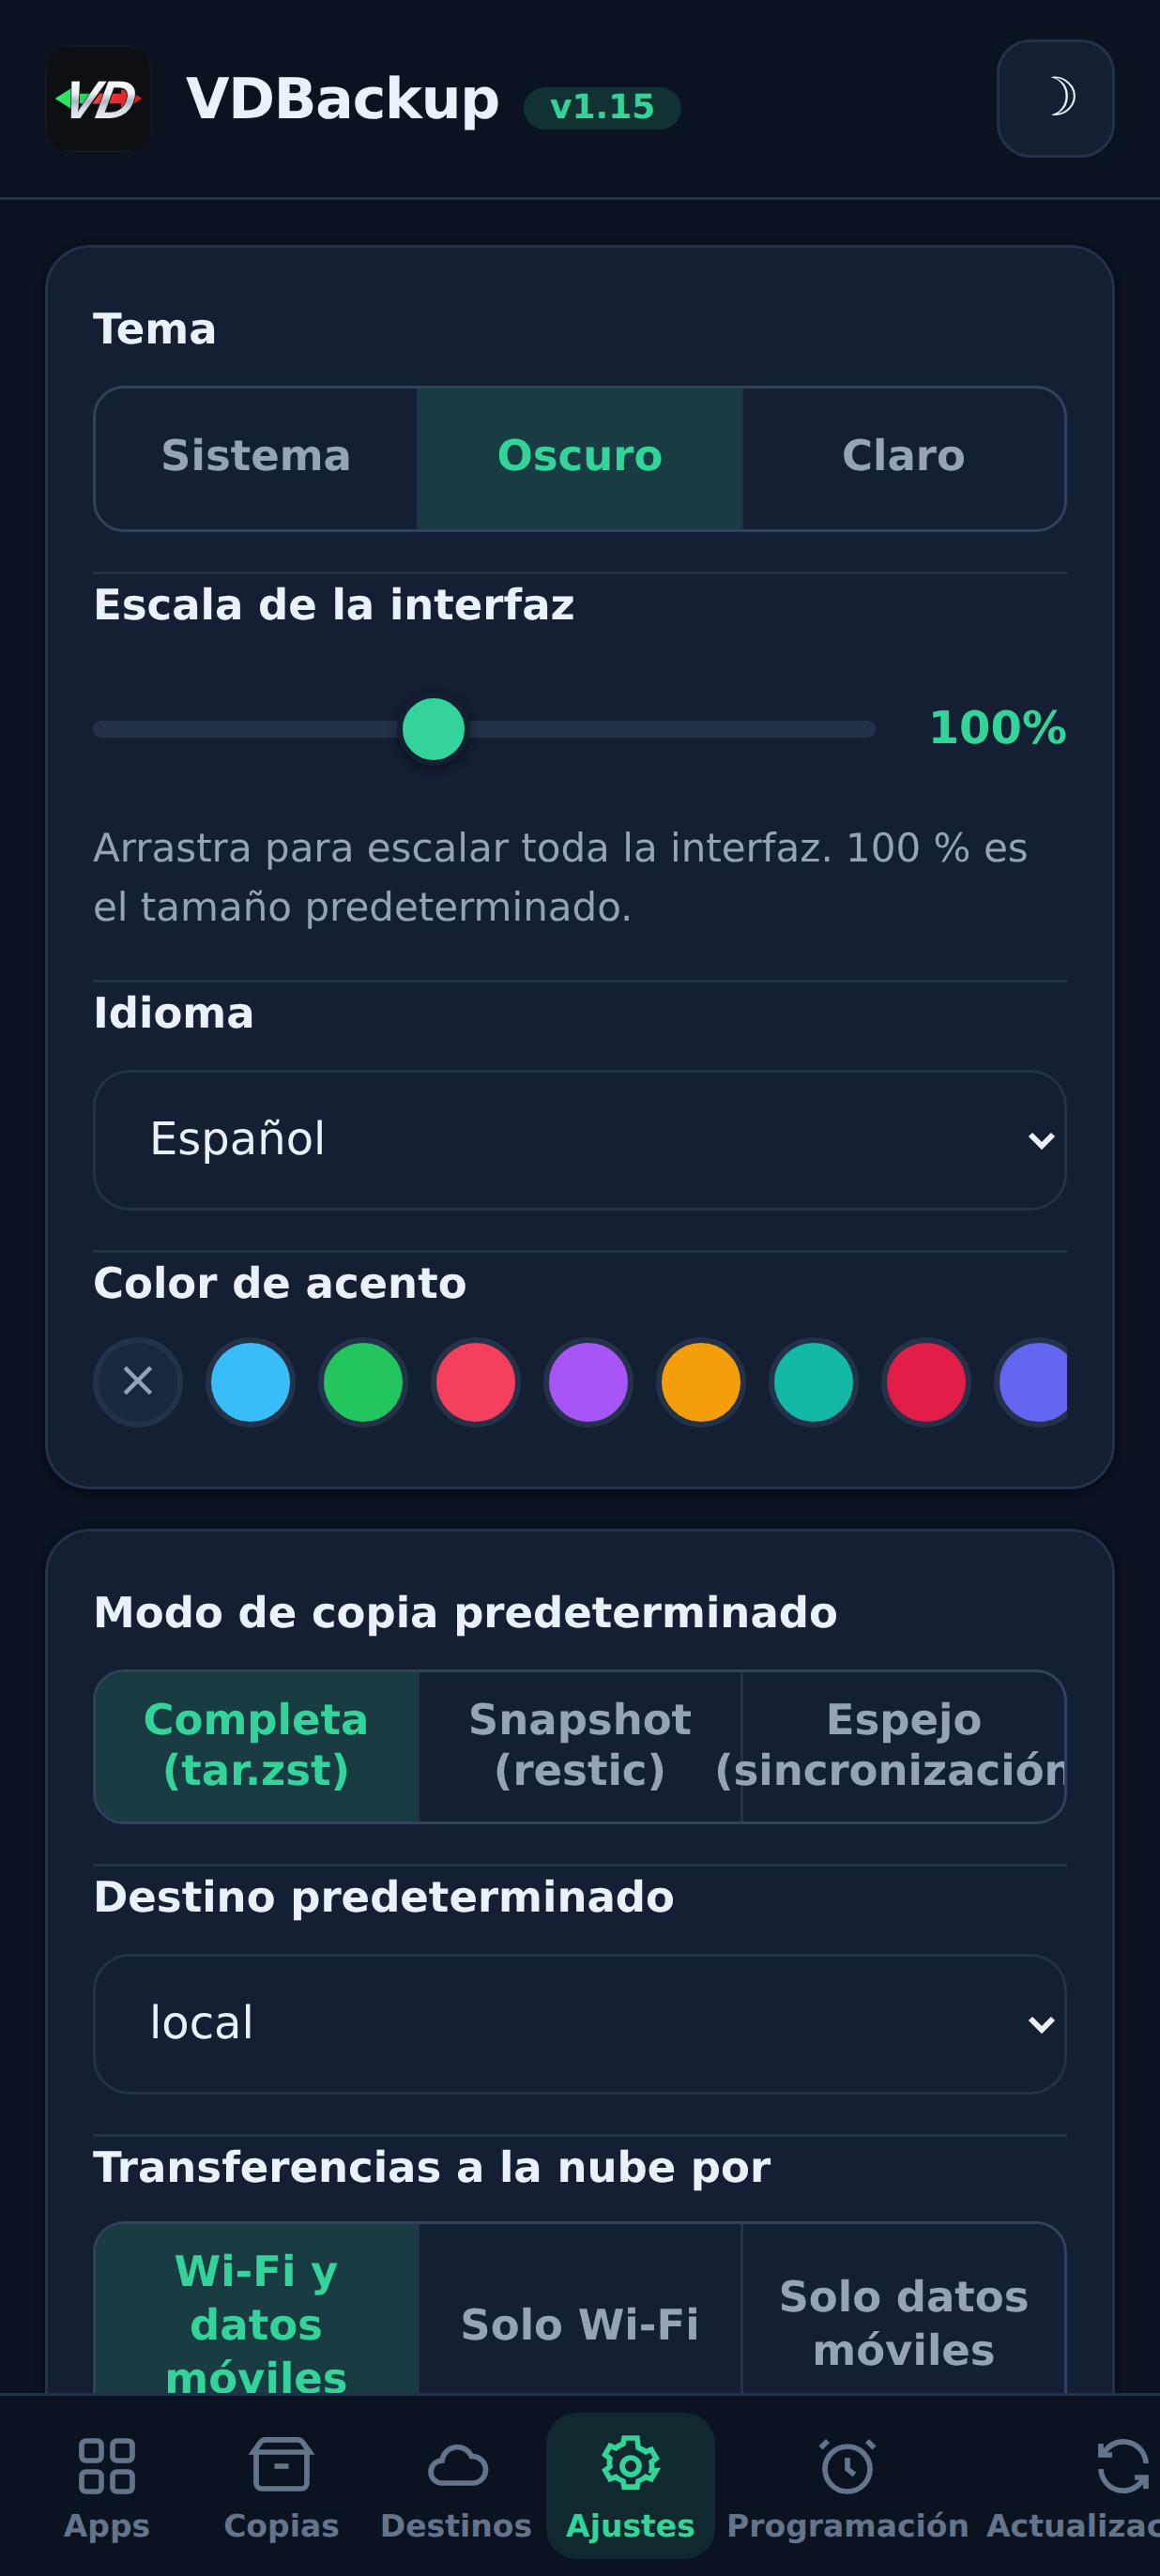 VD
VDBackup v1.15
Tema
Sistema Oscuro Claro
Escala de la interfaz
100%
Arrastra para escalar toda la interfaz. 100 % es
el tamaño predeterminado.
Idioma
Español
Color de acento
Modo de copia predeterminado
Completa
(tar.zst)
Snapshot
(restic)
Espejo
(sincronización
Destino predeterminado
local
Transferencias a la nube por
Wi-Fi y
datos
móviles
Solo Wi-Fi
Solo datos
móviles
Apps Copias Destinos Ajustes Programación Actualizac